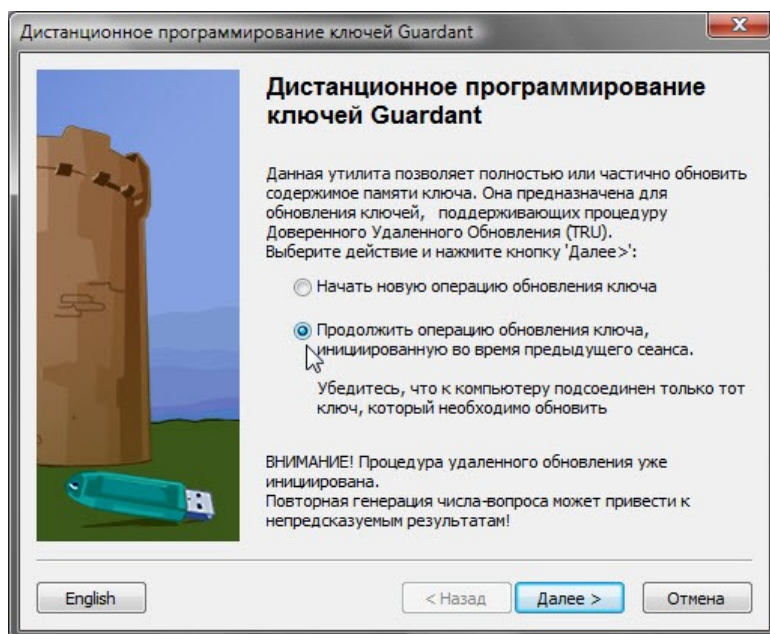 Дистанционное программирование ключей Guardant
Дистанционное программирование
ключей Guardant
Данная утилита позволяет полностью или частично обновить
содержимое памяти ключа. Она предназначена для
обновления ключей, поддерживающих процедуру
Доверенного Удаленного Обновления (TRU).
Выберите действие и нажмите кнопку 'Далее>':
Начать новую операцию обновления ключа
Продолжить операцию обновления ключа,
инициированную во время предыдущего сеанса.
Убедитесь, что к компьютеру подсоединен только тот
ключ, который необходимо обновить
ВНИМАНИЕ! Процедура удаленного обновления уже
инициирована.
Повторная генерация числа-вопроса может привести к
непредсказуемым результатам!
English
< Назад
Далее >
Отмена